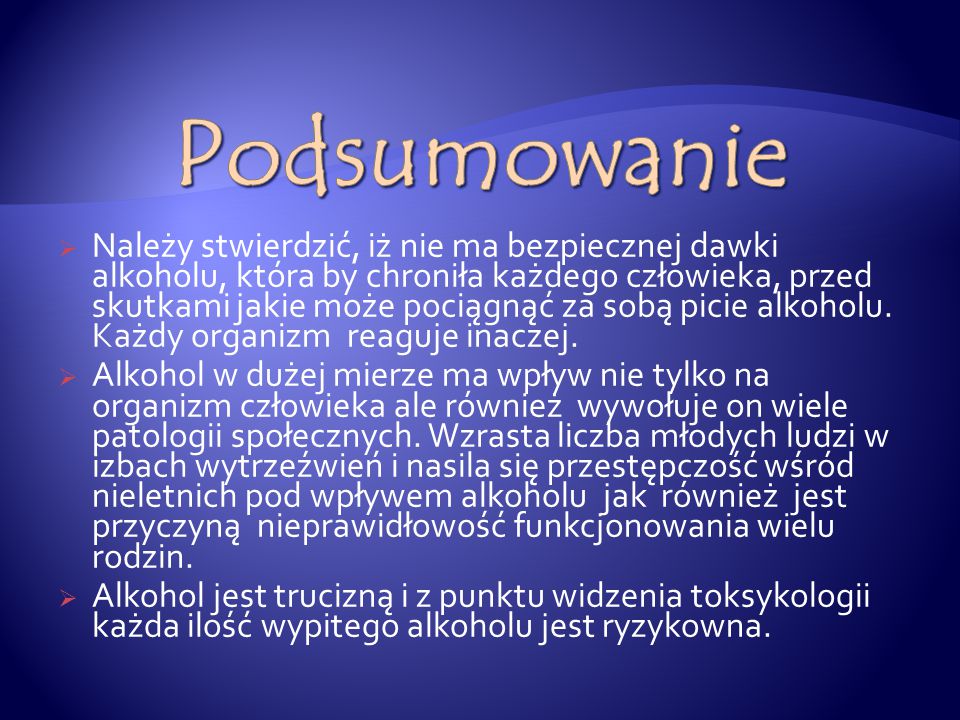 Podsumowanie
Należy stwierdzić, iż nie ma bezpiecznej dawki
alkoholu, która by chroniła każdego człowieka, przed
skutkami jakie może pociągnąć za sobą picie alkoholu.
Każdy organizm reaguje inaczej.
Alkohol w dużej mierze ma wpływ nie tylko na
organizm człowieka ale również wywołuje on wiele
patologii społecznych. Wzrasta liczba młodych ludzi w
izbach wytrzeźwień i nasila się przestępczość wśród
nieletnich pod wpływem alkoholu jak również jest
przyczyną nieprawidłowość funkcjonowania wielu
rodzin.
Alkohol jest trucizną i z punktu widzenia toksykologii
każda ilość wypitego alkoholu jest ryzykowna.